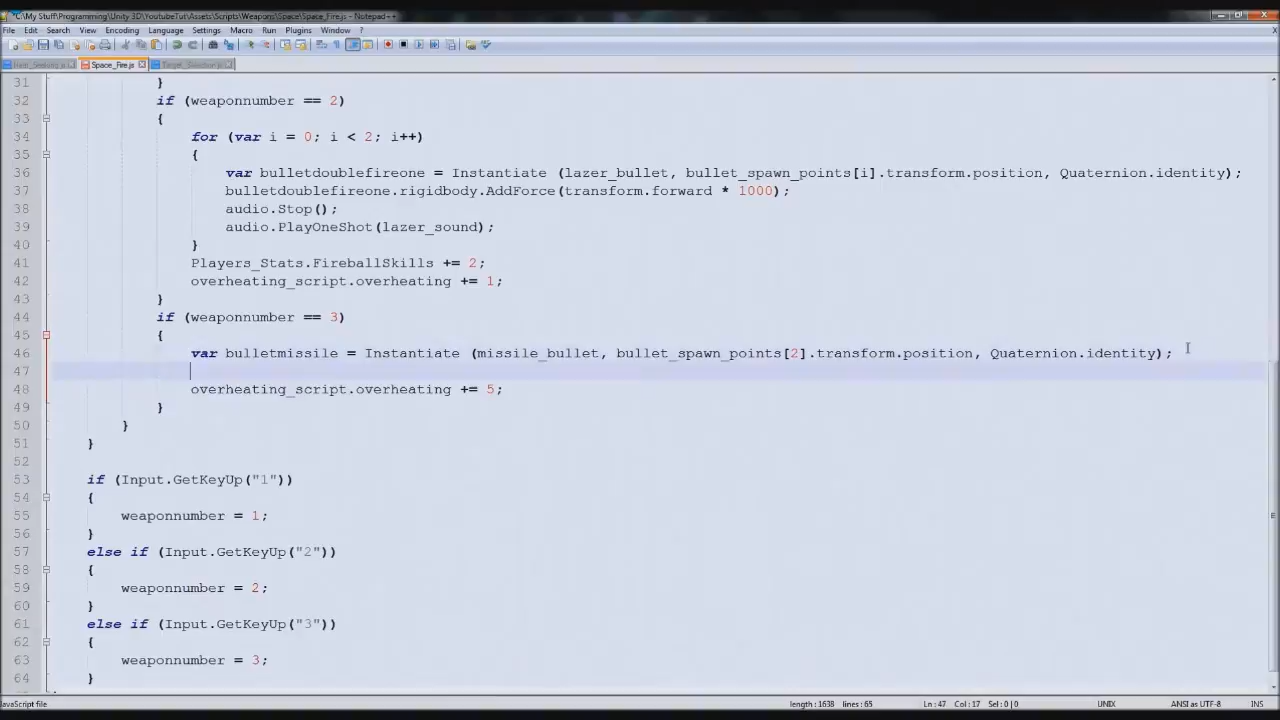 *C:\My Stuff\Programming\Unity 3D\YoutubeTut\Assets\Scripts\Weapons\Space\Space_Fire.js - Notepad++
File Edit Search View Encoding Language Settings Macro Run Plugins Window ?
X
Space_Fire.js Target_Selection.js
31 }
32 if (weaponnumber == 2)
33 {
34 for (var i = 0; i < 2; i++)
35 {
36 var bulletdoublefireone = Instantiate (lazer_bullet, bullet_spawn_points[i].transform.position, Quaternion.identity);
37 bulletdoublefireone.rigidbody.AddForce(transform.forward * 1000);
38 audio.Stop();
39 audio.PlayOneShot(lazer_sound);
40 }
41 Players_Stats.FireballSkills += 2;
42 overheating_script.overheating += 1;
43 }
44 if (weaponnumber == 3)
45 {
46 var bulletmissile = Instantiate (missile_bullet, bullet_spawn_points[2].transform.position, Quaternion.identity);
47
48 overheating_script.overheating += 5;
49 }
50 }
51 }
52
53 if (Input.GetKeyUp("1"))
54 {
55 weaponnumber = 1;
56 }
57 else if (Input.GetKeyUp("2"))
58 {
59 weaponnumber = 2;
60 }
61 else if (Input.GetKeyUp("3"))
62 {
63 weaponnumber = 3;
64 }
JavaScript file length : 1638 lines : 65 Ln : 47 Col : 17 Sel : 0 | 0 UNIX ANSI as UTF-8 INS